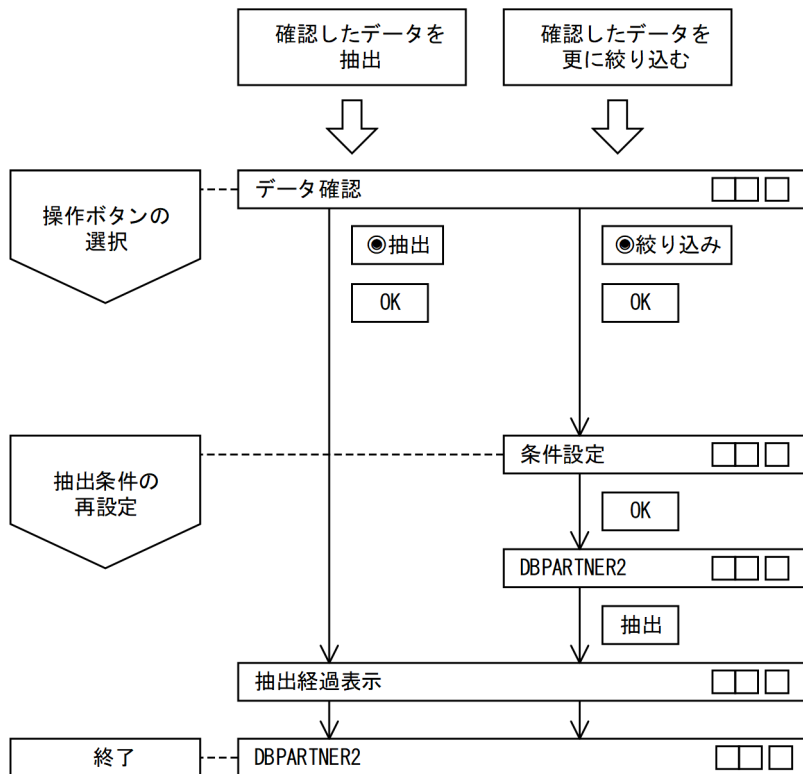 確認したデータを
抽出
確認したデータを
更に絞り込む
操作ボタンの
選択
データ確認
◉抽出
◉絞り込み
OK
OK
抽出条件の
再設定
条件設定
OK
DBPARTNER2
抽出
抽出経過表示
終了
DBPARTNER2